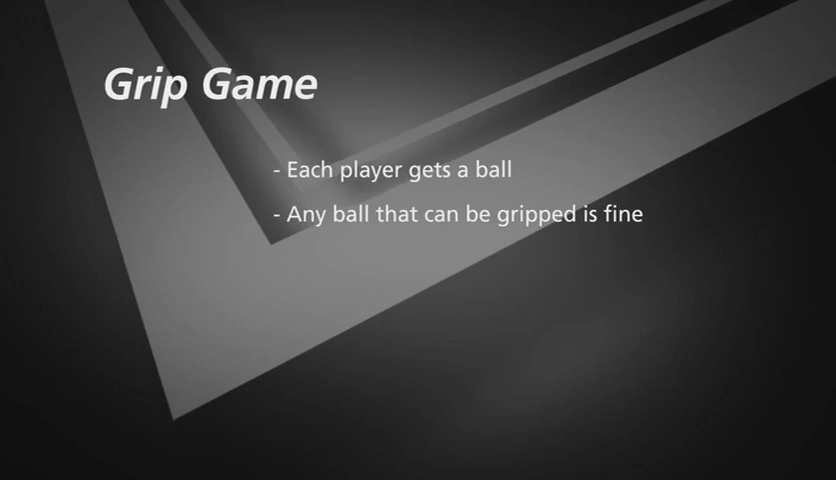 Grip Game
- Each player gets a ball
- Any ball that can be gripped is fine